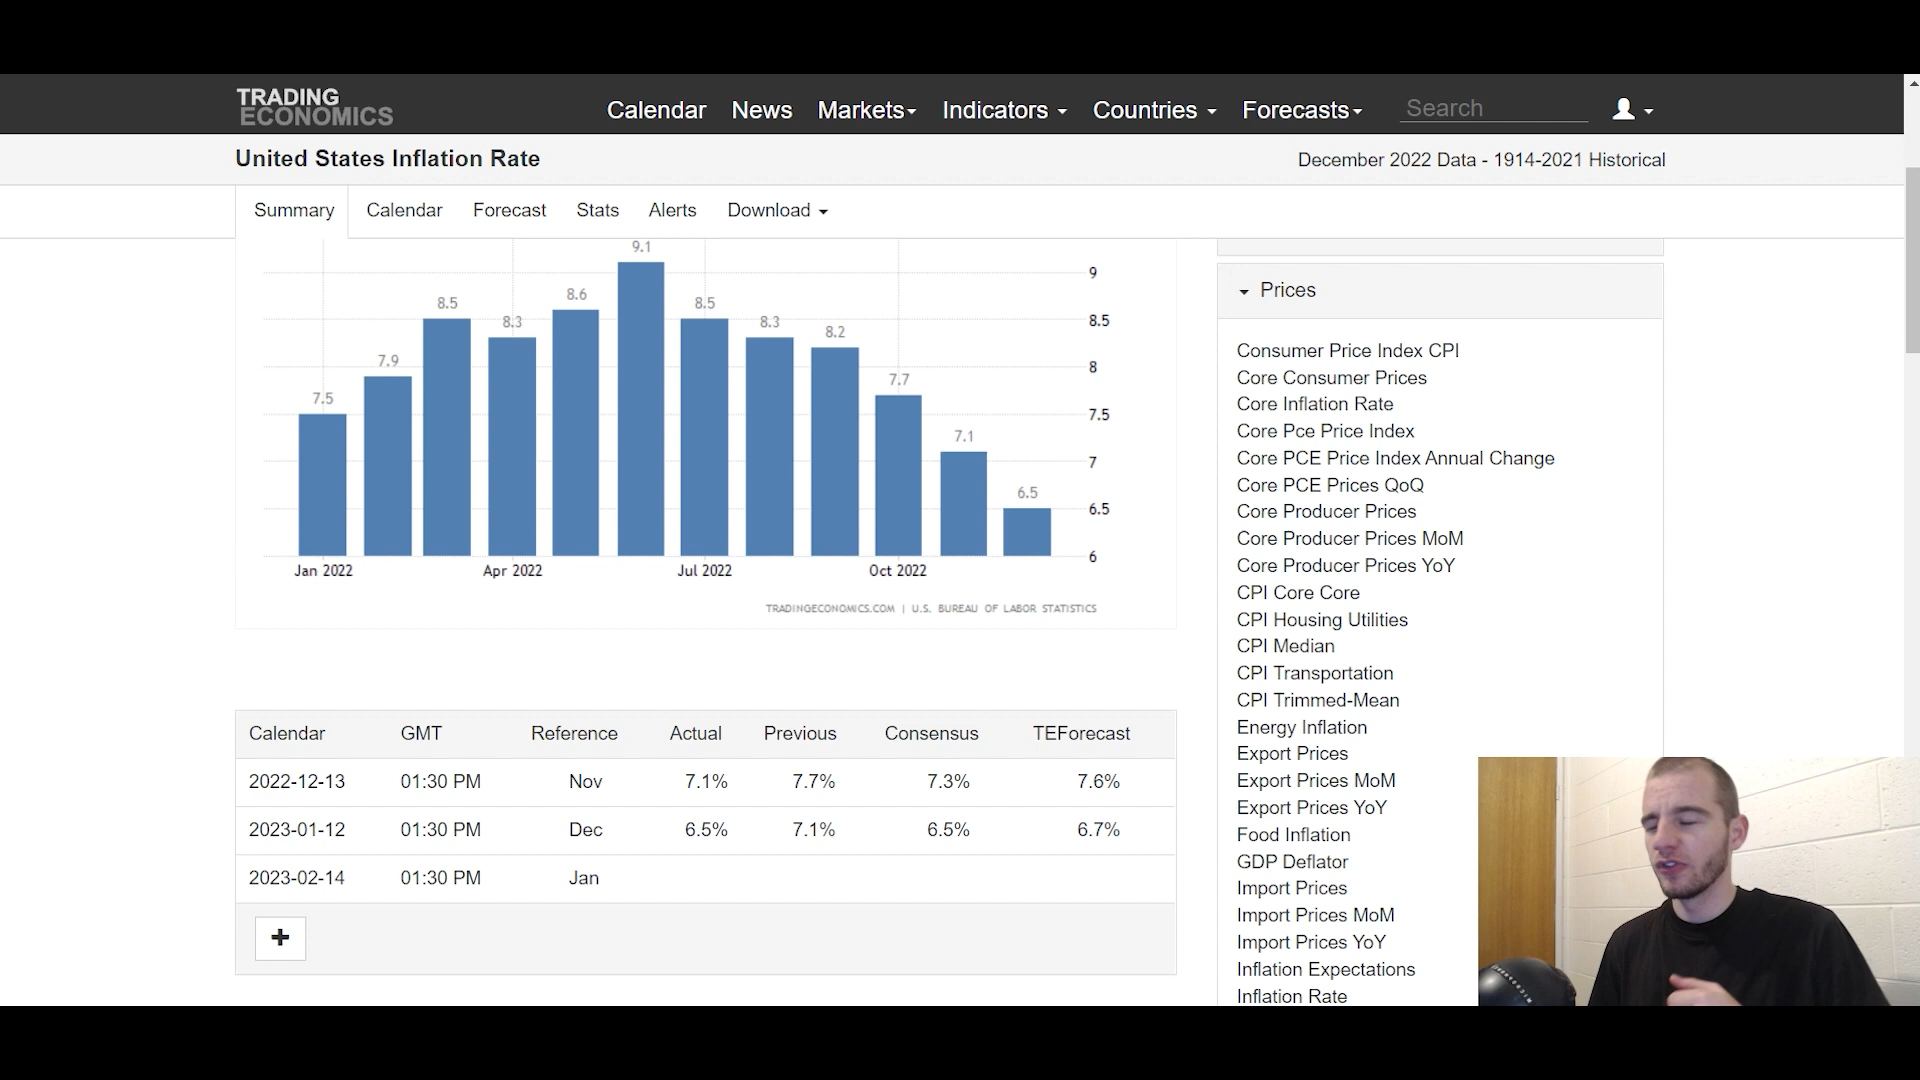 TRADING
ECONOMICS
Calendar News Markets Indicators Countries Forecasts Search
United States Inflation Rate
December 2022 Data - 1914-2021 Historical
Summary Calendar Forecast Stats Alerts Download
9.1
8.6
8.5 8.5
8.3 8.3
8.2
7.9
7.7
7.5
7.1
6.5
9
8.5
8
7.5
7
6.5
6
Jan 2022 Apr 2022 Jul 2022 Oct 2022
TRADINGECONOMICS.COM | U.S. BUREAU OF LABOR STATISTICS
Calendar GMT Reference Actual Previous Consensus TEForecast
2022-12-13 01:30 PM Nov 7.1% 7.7% 7.3% 7.6%
2023-01-12 01:30 PM Dec 6.5% 7.1% 6.5% 6.7%
2023-02-14 01:30 PM Jan
+
Prices
Consumer Price Index CPI
Core Consumer Prices
Core Inflation Rate
Core Pce Price Index
Core PCE Price Index Annual Change
Core PCE Prices QoQ
Core Producer Prices
Core Producer Prices MoM
Core Producer Prices YoY
CPI Core Core
CPI Housing Utilities
CPI Median
CPI Transportation
CPI Trimmed-Mean
Energy Inflation
Export Prices
Export Prices MoM
Export Prices YoY
Food Inflation
GDP Deflator
Import Prices
Import Prices MoM
Import Prices YoY
Inflation Expectations
Inflation Rate